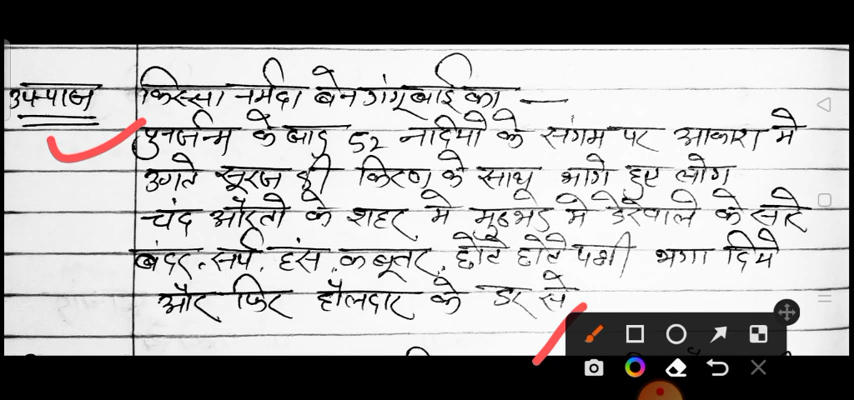 उपन्यास किस्सा नर्मदा बेन गंगूबाई का —
पुनर्जन्म के बाद 52 नदियों के संगम पर आकाश मे
उगते सूरज की किरण के साथ भागे हुए लोग
चंद औरतो के शहर मे मुठभेड मे डेरेवाले के सारे
बंदर, सर्प, हंस, कबूतर, छोटे छोटे पक्षी भगा दिये
और फिर हौलदार के डर से